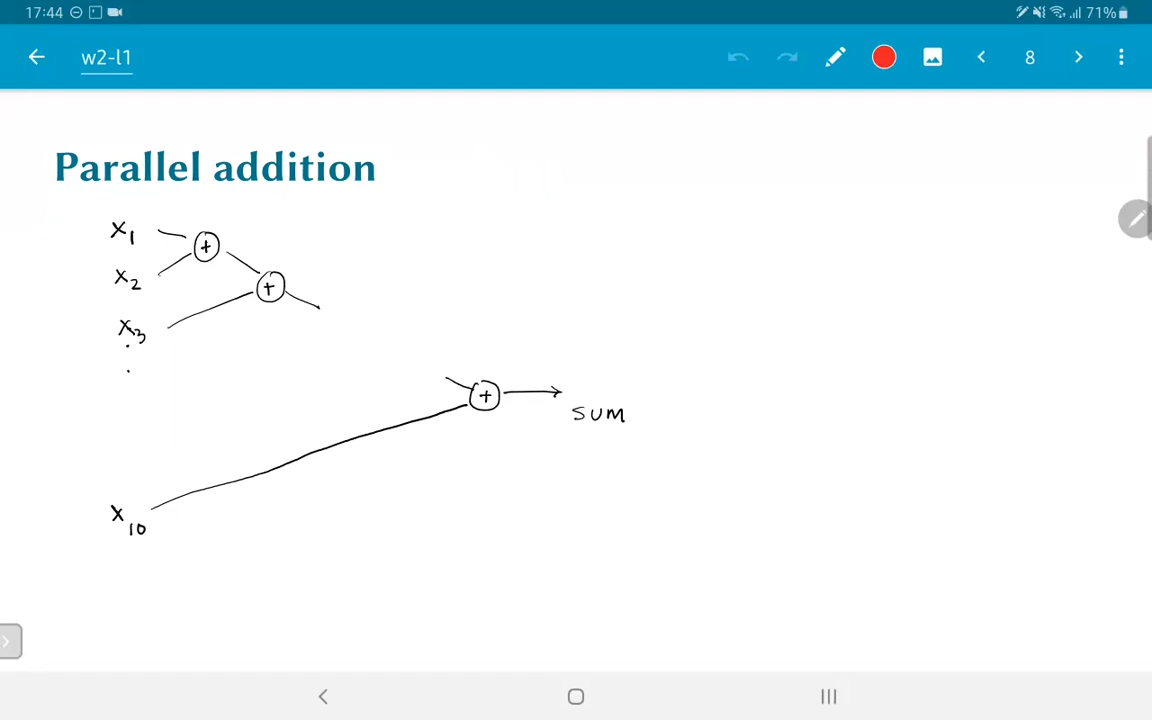 17:44 71%
w2-l1 8
Parallel addition
x1
+
x2
+
x3
+
sum
x10